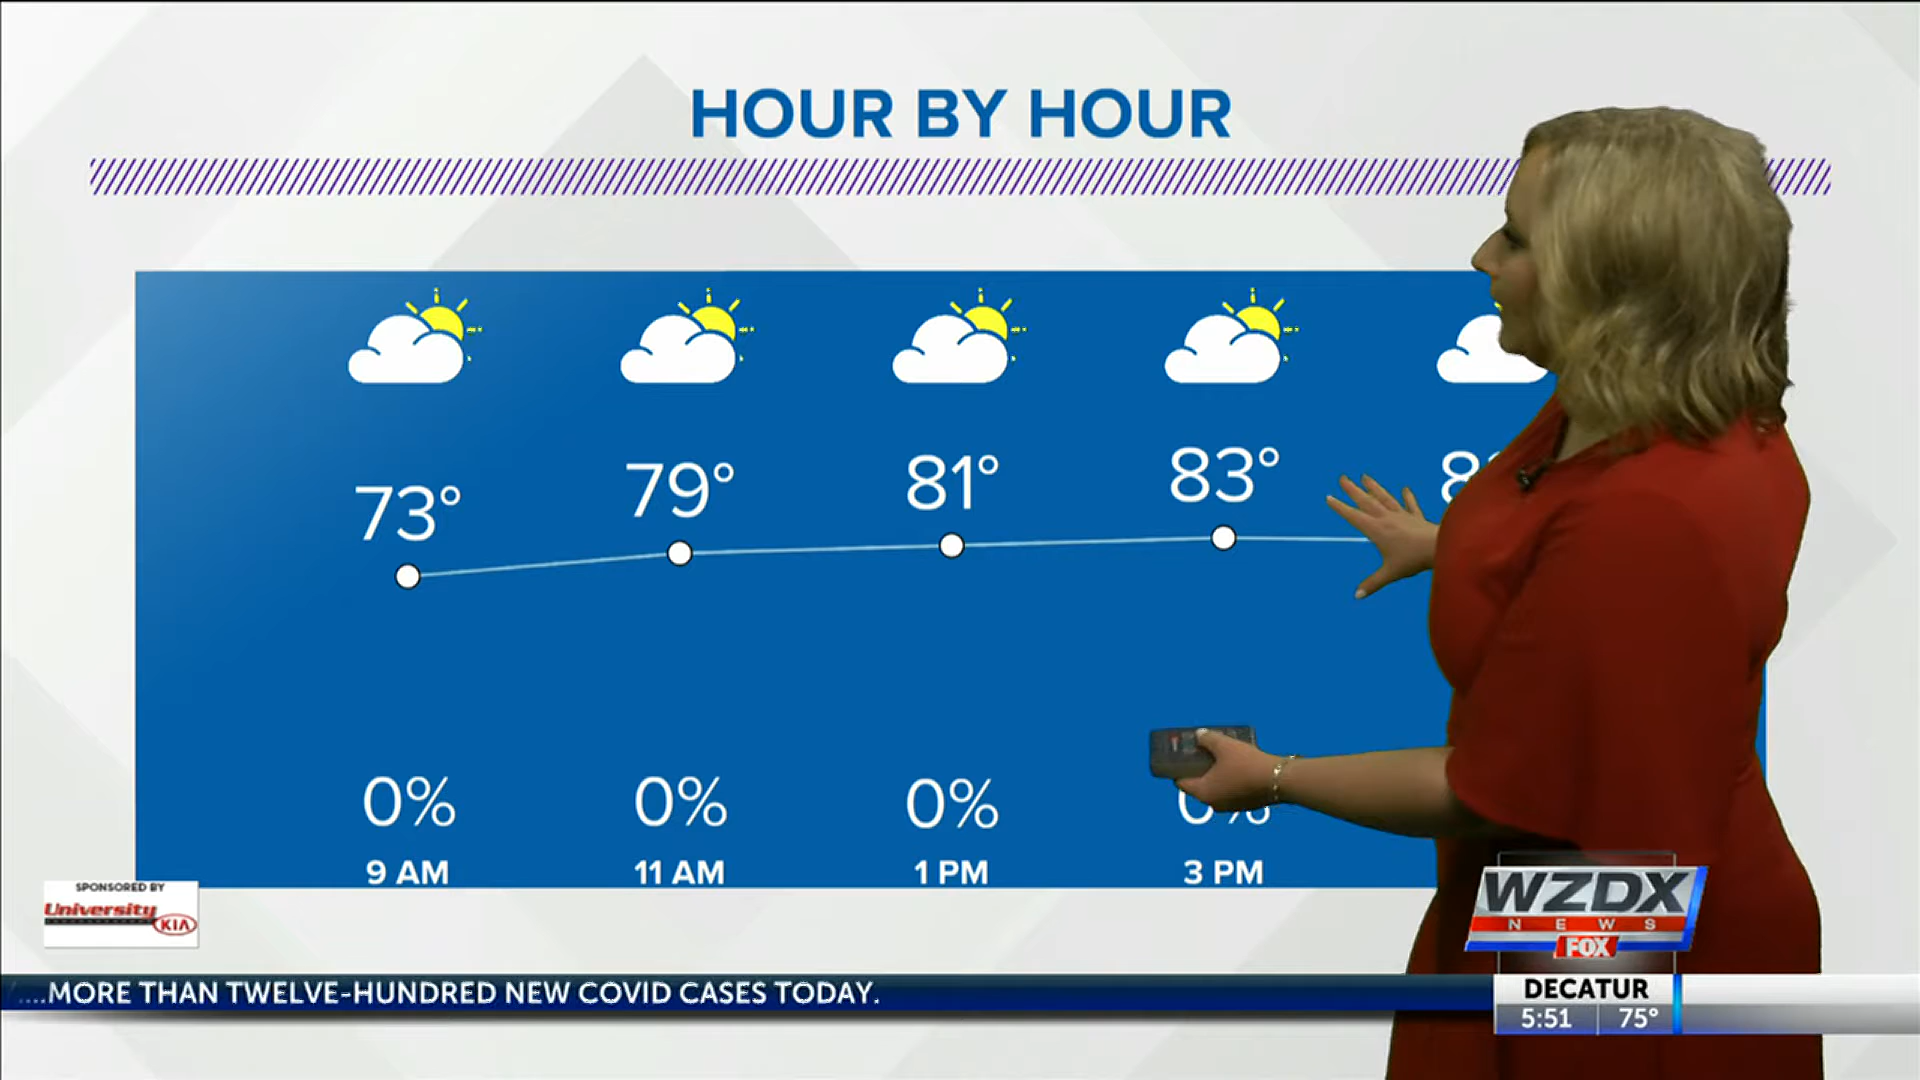 HOUR BY HOUR
73° 79° 81° 83°
0% 0% 0% 0%
9 AM 11 AM 1 PM 3 PM
SPONSORED BY
University
KIA
WZDX
NEWS
FOX
....MORE THAN TWELVE-HUNDRED NEW COVID CASES TODAY.
DECATUR
5:51 75°